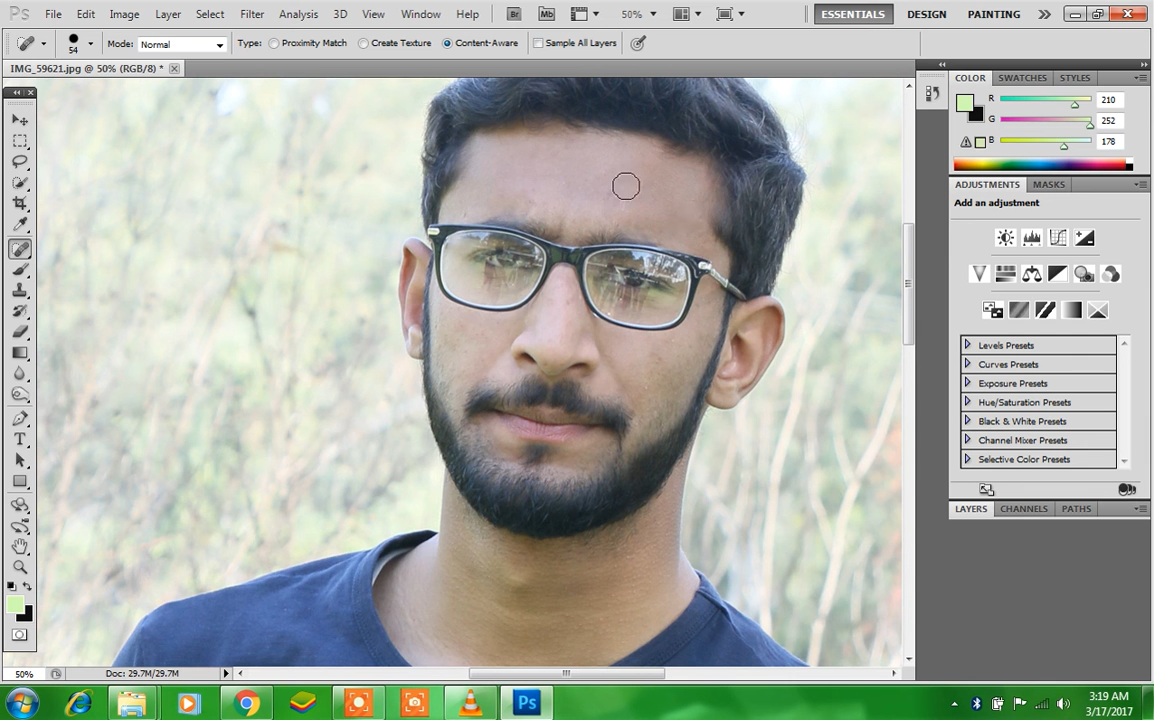 Ps File Edit Image Layer Select Filter Analysis 3D View Window Help Br Mb 50% ESSENTIALS DESIGN PAINTING
54 Mode: Normal Type: Proximity Match Create Texture Content-Aware Sample All Layers
IMG_59621.jpg @ 50% (RGB/8) *
COLOR SWATCHES STYLES
R 210
G 252
B 178
ADJUSTMENTS MASKS
Add an adjustment
Levels Presets
Curves Presets
Exposure Presets
Hue/Saturation Presets
Black & White Presets
Channel Mixer Presets
Selective Color Presets
LAYERS CHANNELS PATHS
T
50% Doc: 29.7M/29.7M
Ps
3:19 AM
3/17/2017